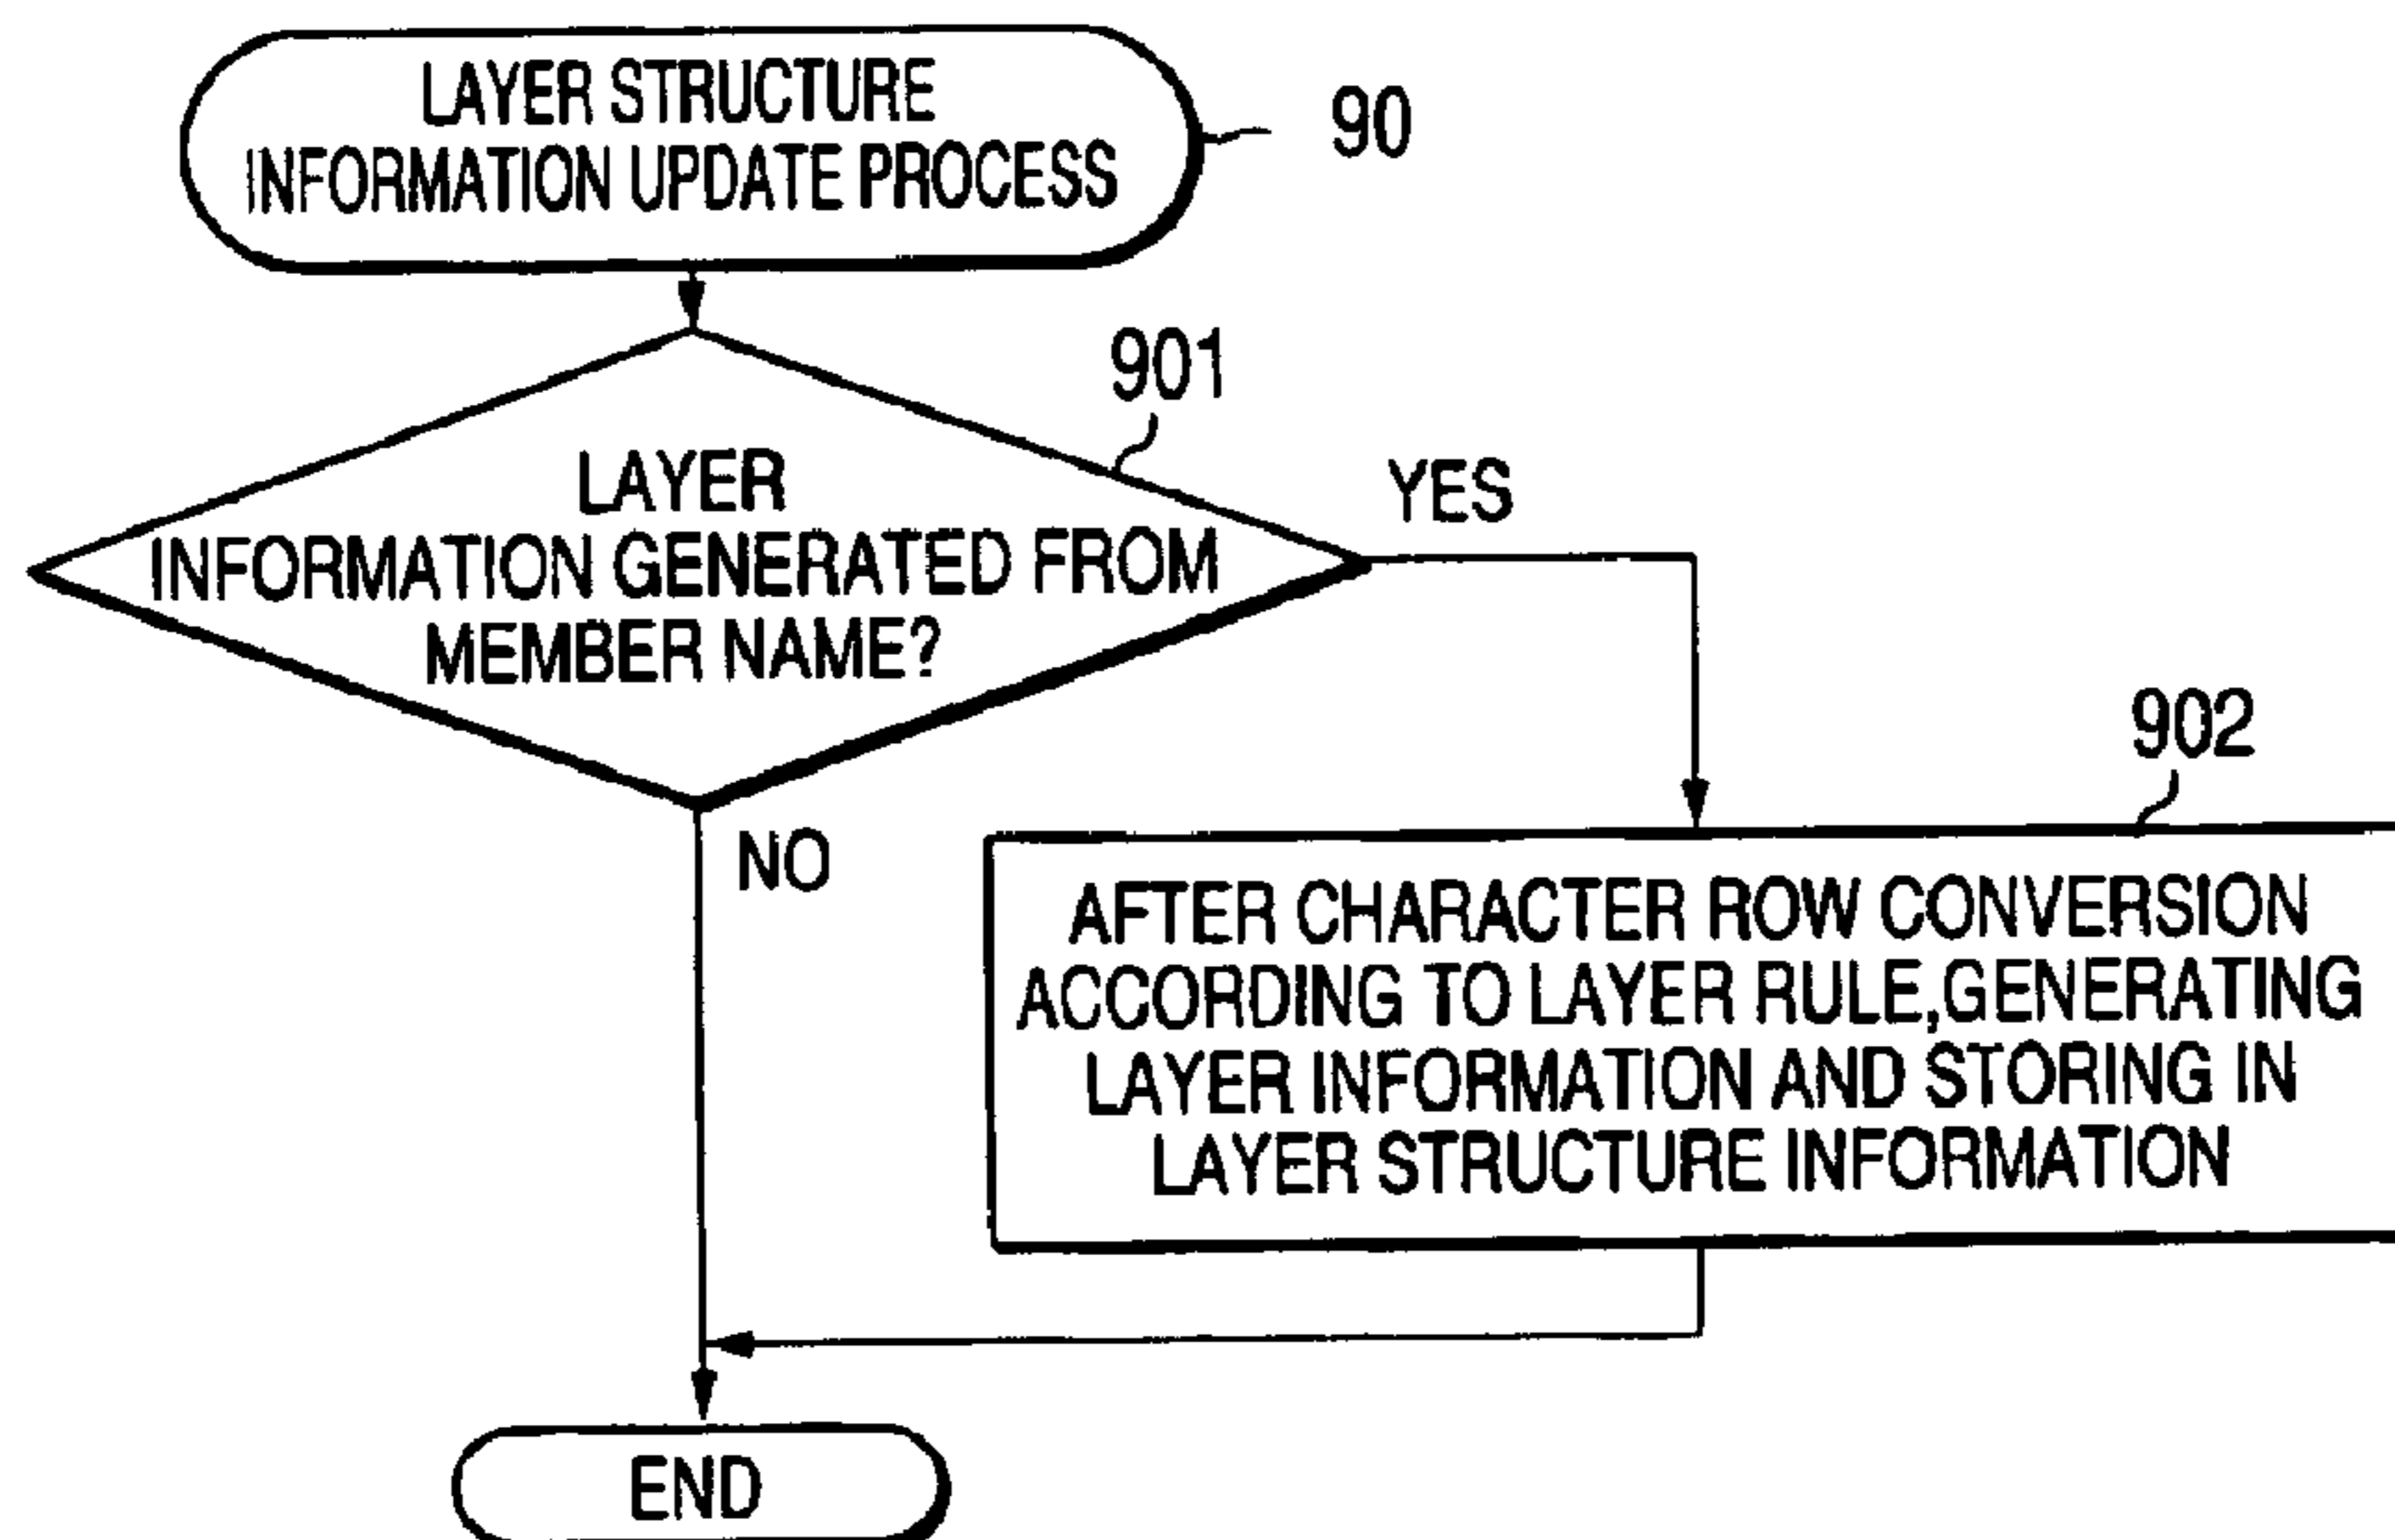 LAYER STRUCTURE
INFORMATION UPDATE PROCESS
90
901
LAYER
INFORMATION GENERATED FROM
MEMBER NAME?
YES
NO
902
AFTER CHARACTER ROW CONVERSION
ACCORDING TO LAYER RULE,GENERATING
LAYER INFORMATION AND STORING IN
LAYER STRUCTURE INFORMATION
END